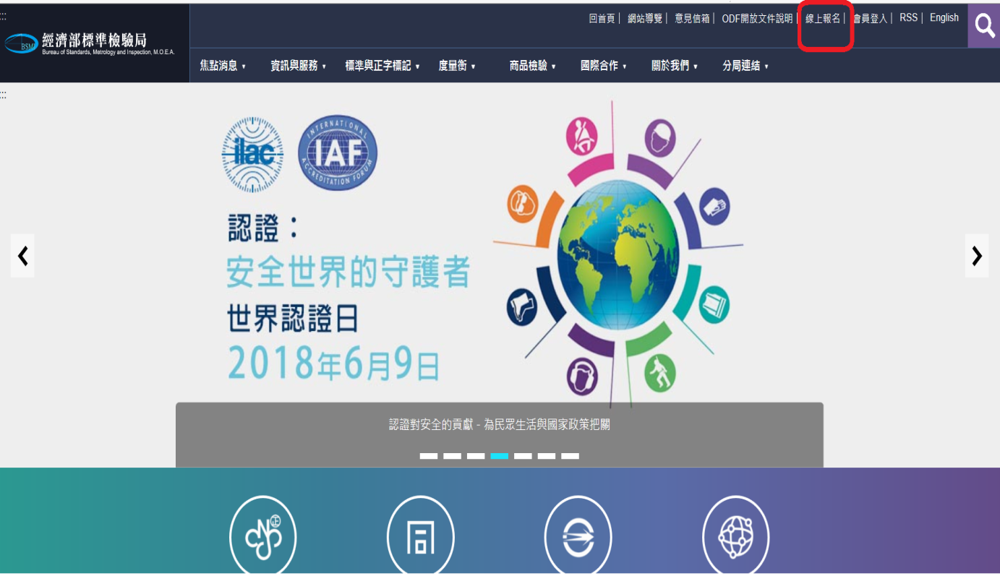 :::
回首頁 | 網站導覽 | 意見信箱 | ODF開放文件說明 | 線上報名 | 會員登入 | RSS | English
BSMI 經濟部標準檢驗局
Bureau of Standards, Metrology and Inspection, M.O.E.A.
焦點消息 ▼ 資訊與服務 ▼ 標準與正字標記 ▼ 度量衡 ▼ 商品檢驗 ▼ 國際合作 ▼ 關於我們 ▼ 分局連結 ▼
:::
ilac
INTERNATIONAL
IAF
ACCREDITATION FORUM
認證：
安全世界的守護者
世界認證日
2018年6月9日
認證對安全的貢獻 - 為民眾生活與國家政策把關
正